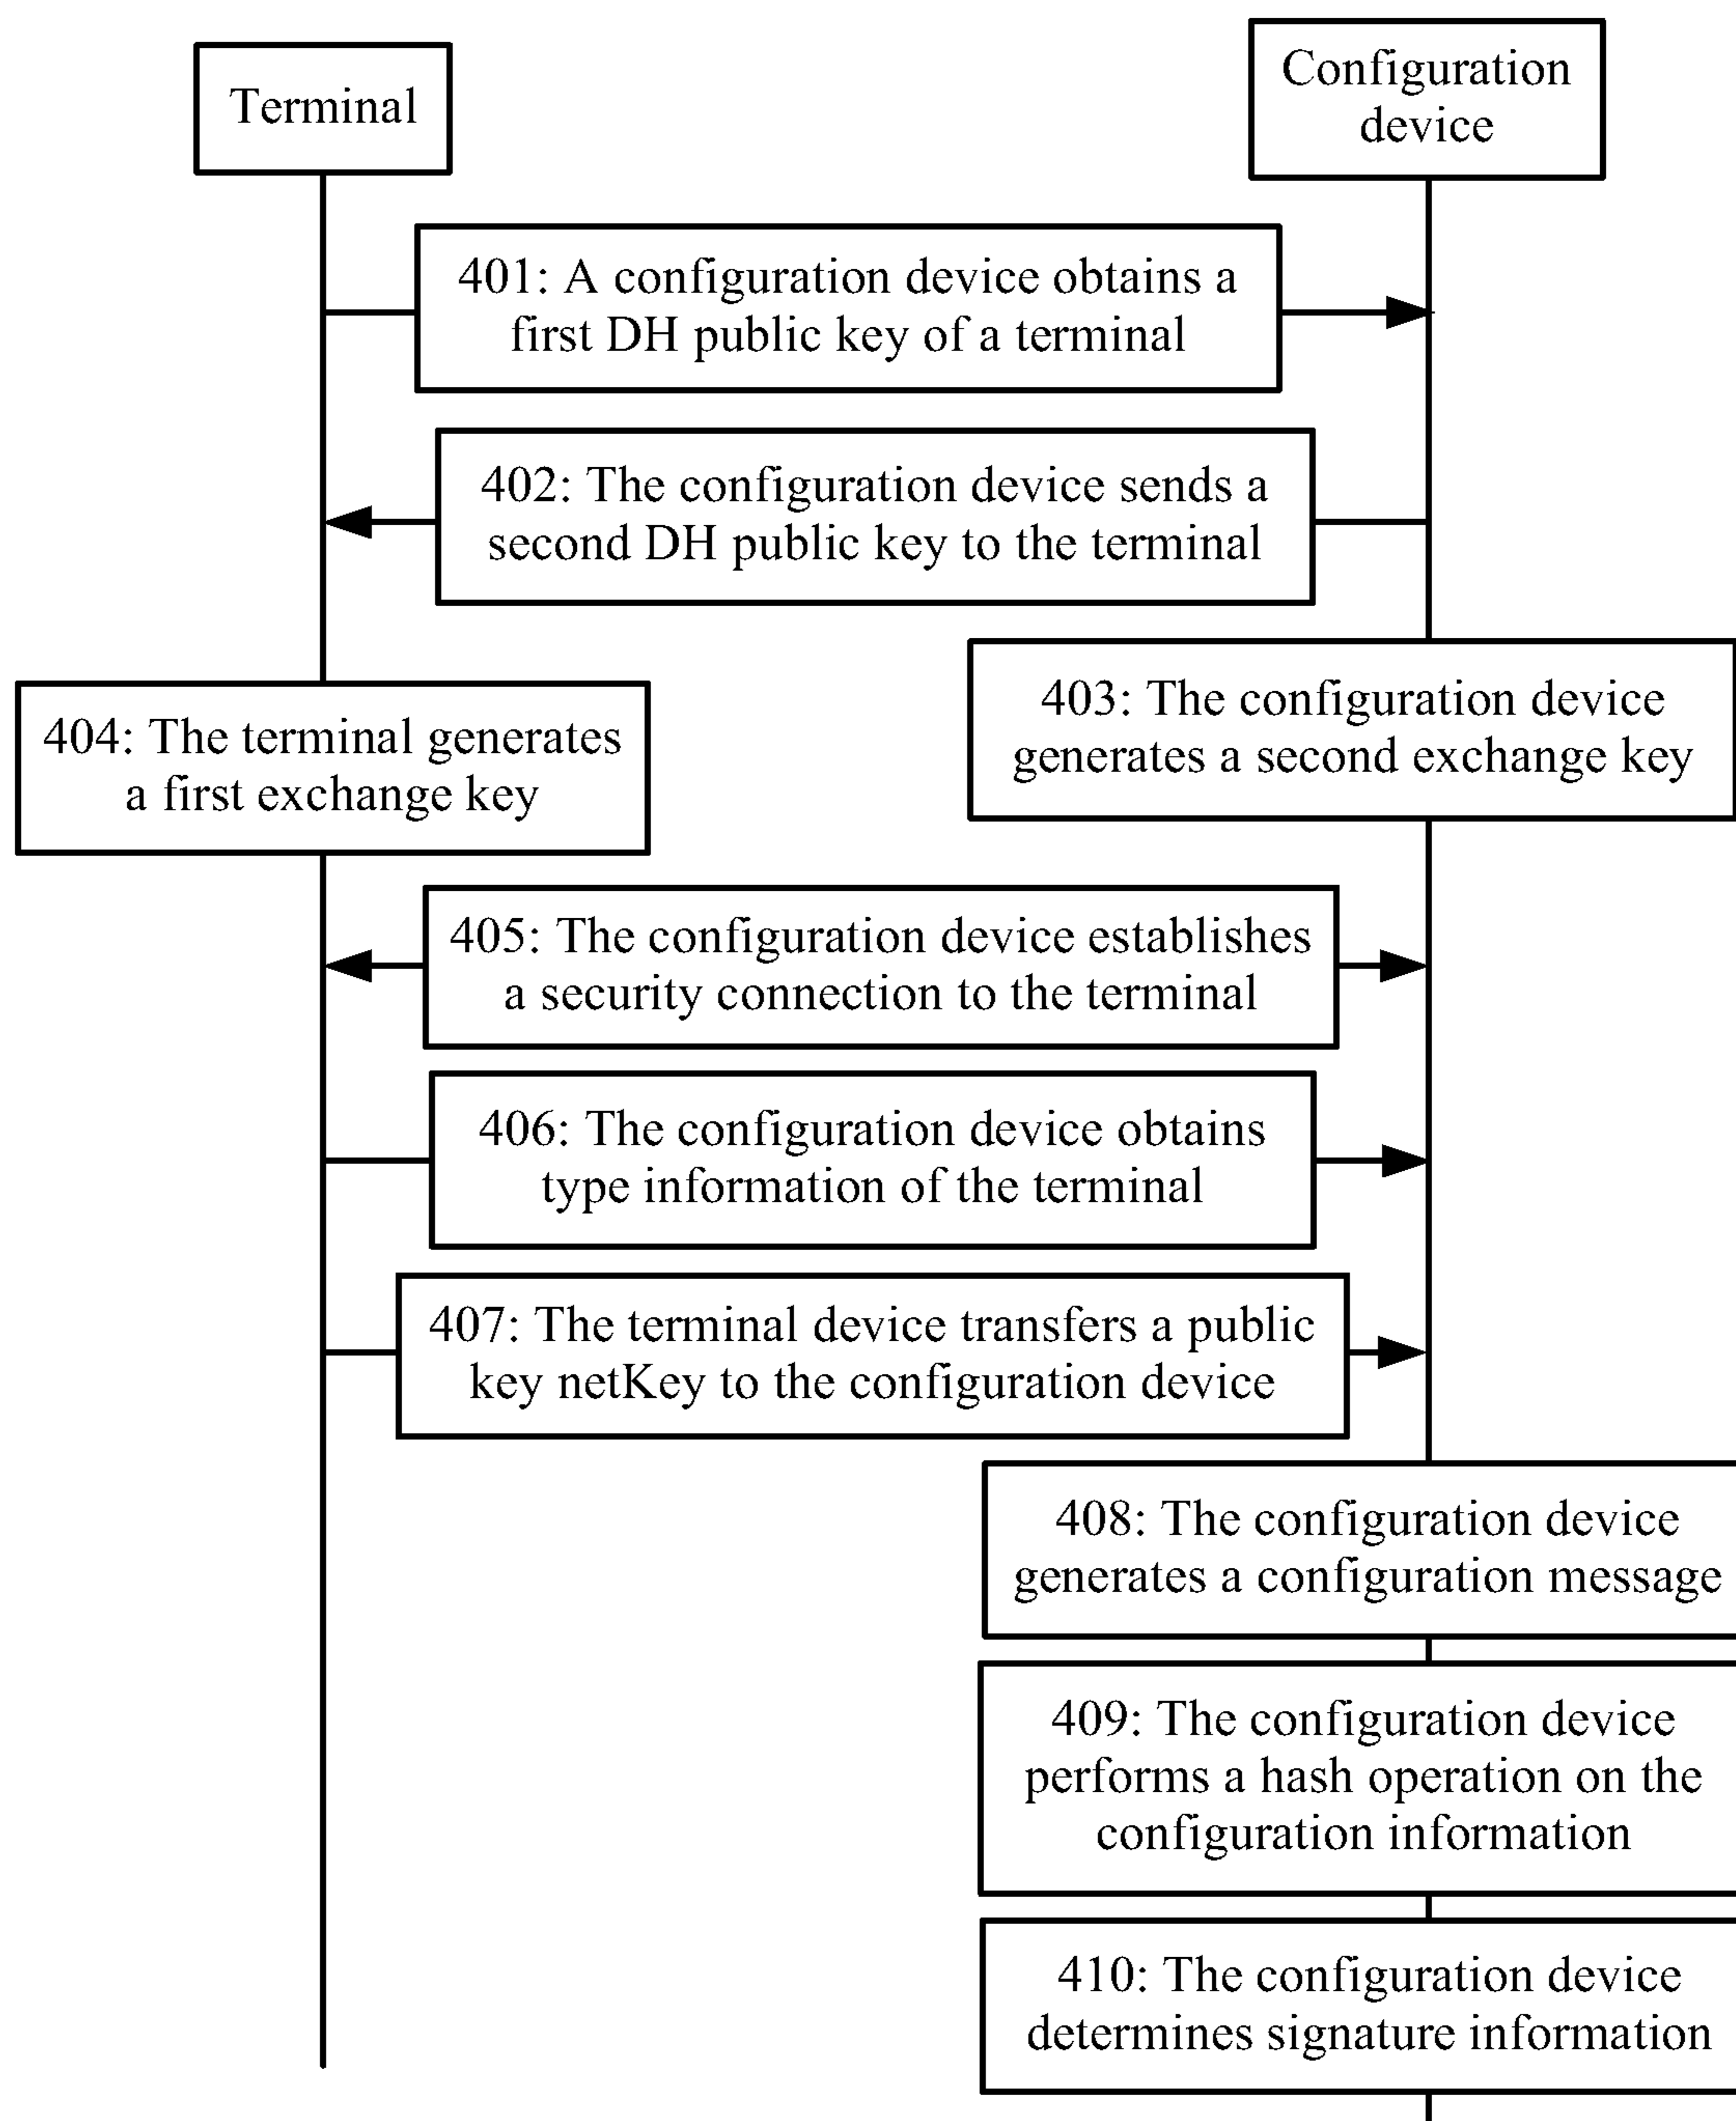 Terminal
Configuration
device
401: A configuration device obtains a
first DH public key of a terminal
402: The configuration device sends a
second DH public key to the terminal
403: The configuration device
generates a second exchange key
404: The terminal generates
a first exchange key
405: The configuration device establishes
a security connection to the terminal
406: The configuration device obtains
type information of the terminal
407: The terminal device transfers a public
key netKey to the configuration device
408: The configuration device
generates a configuration message
409: The configuration device
performs a hash operation on the
configuration information
410: The configuration device
determines signature information